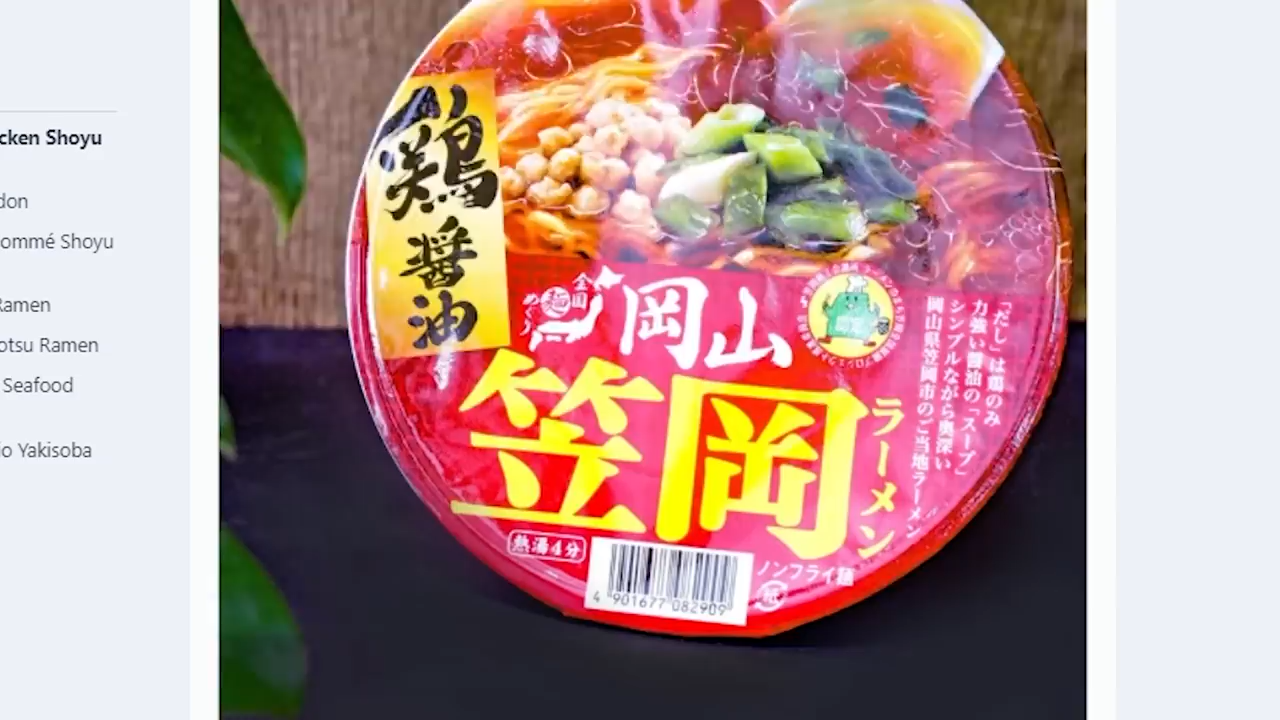 cken Shoyu
don
ommé Shoyu
Ramen
otsu Ramen
Seafood
o Yakisoba
鶏醤油
全国
麺
めぐり
岡山
笠岡
ラーメン
「だし」は鶏のみ
力強い醤油の「スープ」
シンプルながら奥深い
岡山県笠岡市のご当地ラーメン
熱湯4分
ノンフライ麺
紙
4 901677 082909